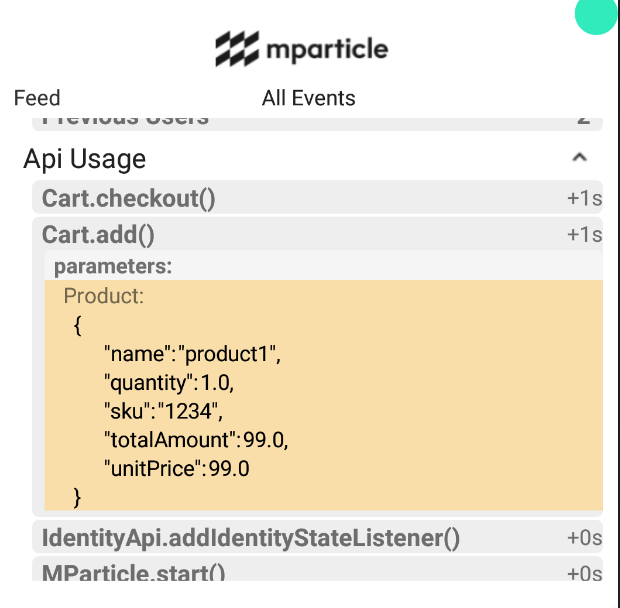 mparticle
Feed All Events
Previous Users 2
Api Usage
Cart.checkout() +1s
Cart.add() +1s
parameters:
Product:
{
"name":"product1",
"quantity":1.0,
"sku":"1234",
"totalAmount":99.0,
"unitPrice":99.0
}
IdentityApi.addIdentityStateListener() +0s
MParticle.start() +0s